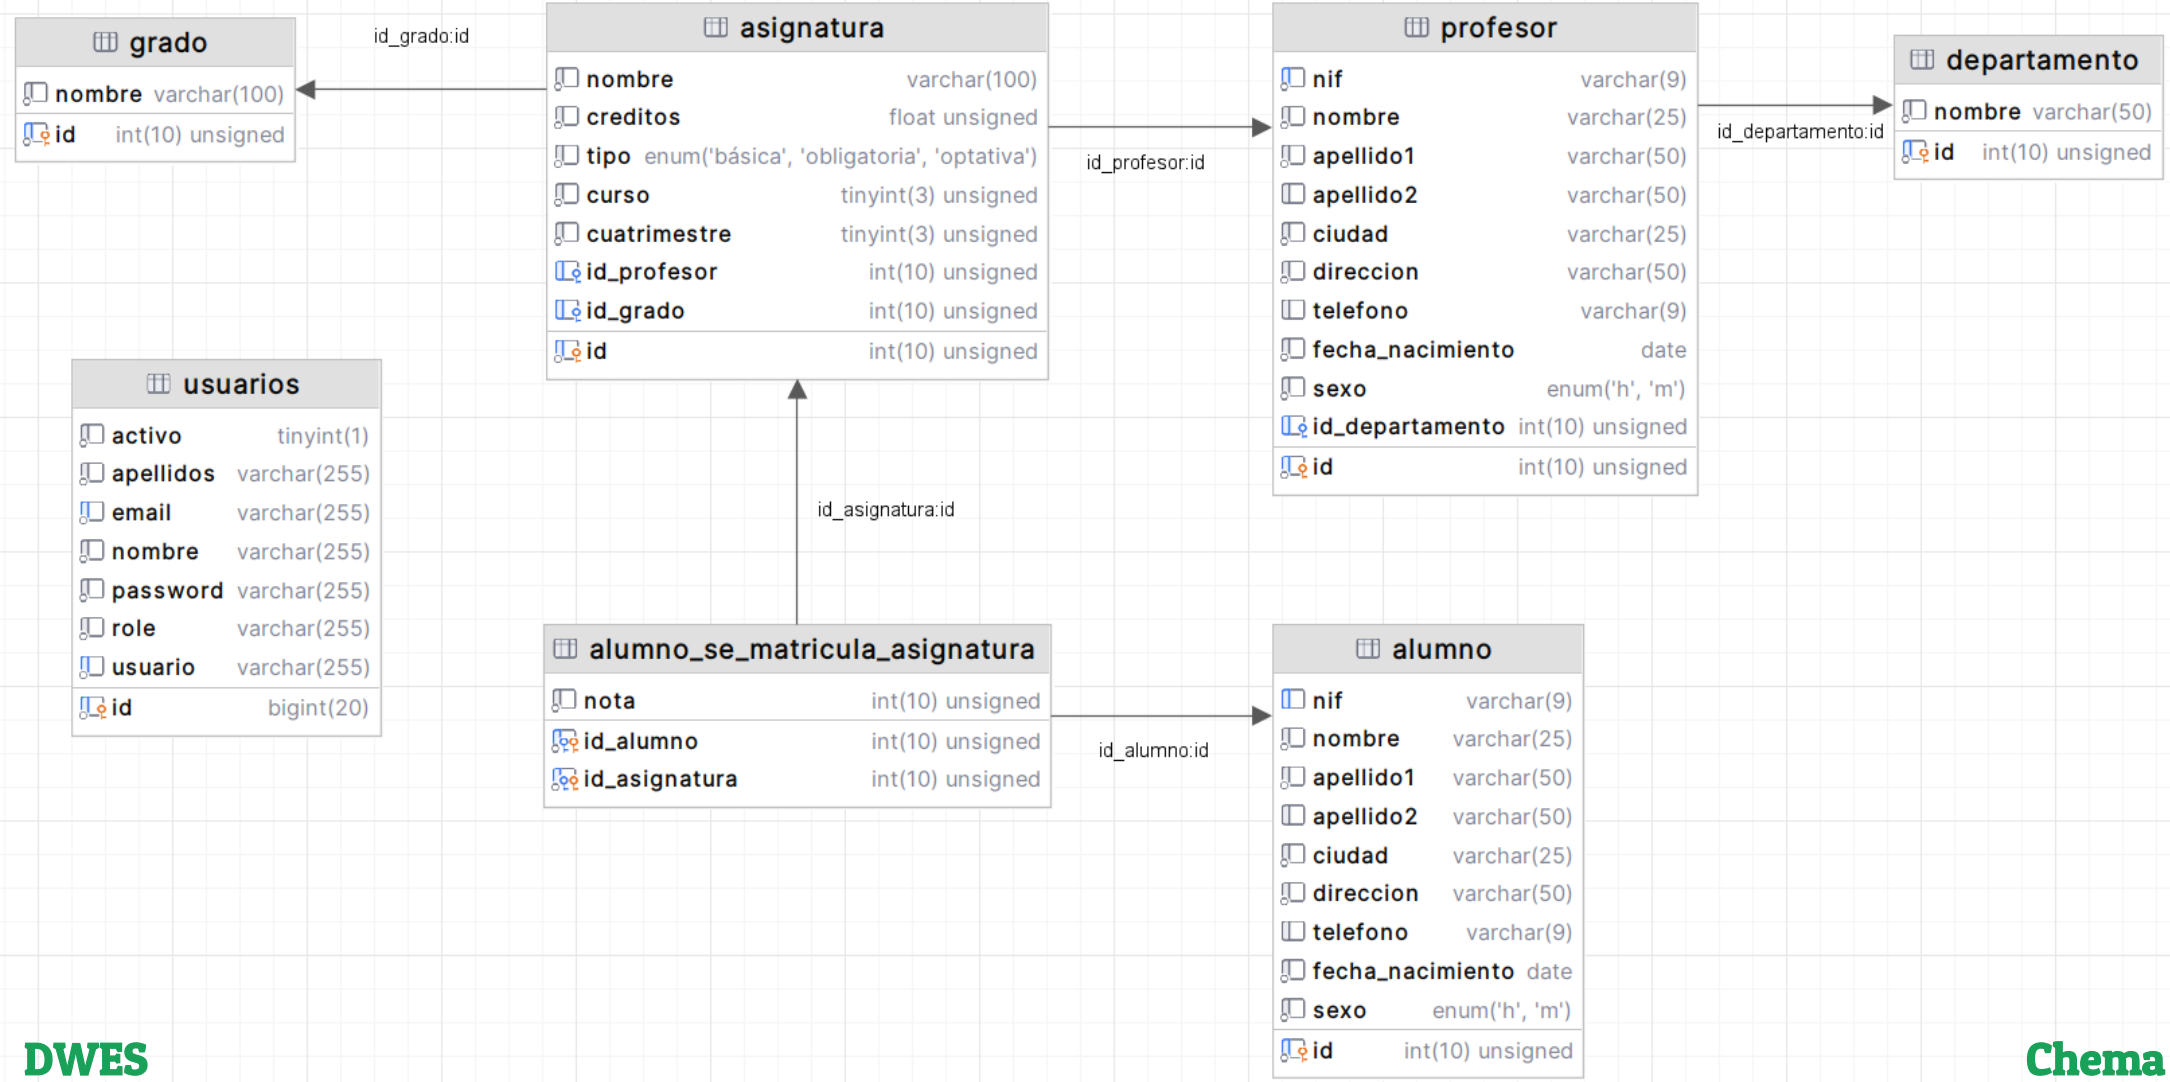 grado
nombre varchar(100)
id int(10) unsigned
id_grado:id
asignatura
nombre varchar(100)
creditos float unsigned
tipo enum('básica', 'obligatoria', 'optativa')
curso tinyint(3) unsigned
cuatrimestre tinyint(3) unsigned
id_profesor int(10) unsigned
id_grado int(10) unsigned
id int(10) unsigned
id_profesor:id
profesor
nif varchar(9)
nombre varchar(25)
apellido1 varchar(50)
apellido2 varchar(50)
ciudad varchar(25)
direccion varchar(50)
telefono varchar(9)
fecha_nacimiento date
sexo enum('h', 'm')
id_departamento int(10) unsigned
id int(10) unsigned
id_departamento:id
departamento
nombre varchar(50)
id int(10) unsigned
usuarios
activo tinyint(1)
apellidos varchar(255)
email varchar(255)
nombre varchar(255)
password varchar(255)
role varchar(255)
usuario varchar(255)
id bigint(20)
id_asignatura:id
alumno_se_matricula_asignatura
nota int(10) unsigned
id_alumno int(10) unsigned
id_asignatura int(10) unsigned
id_alumno:id
alumno
nif varchar(9)
nombre varchar(25)
apellido1 varchar(50)
apellido2 varchar(50)
ciudad varchar(25)
direccion varchar(50)
telefono varchar(9)
fecha_nacimiento date
sexo enum('h', 'm')
id int(10) unsigned
DWES
Chema